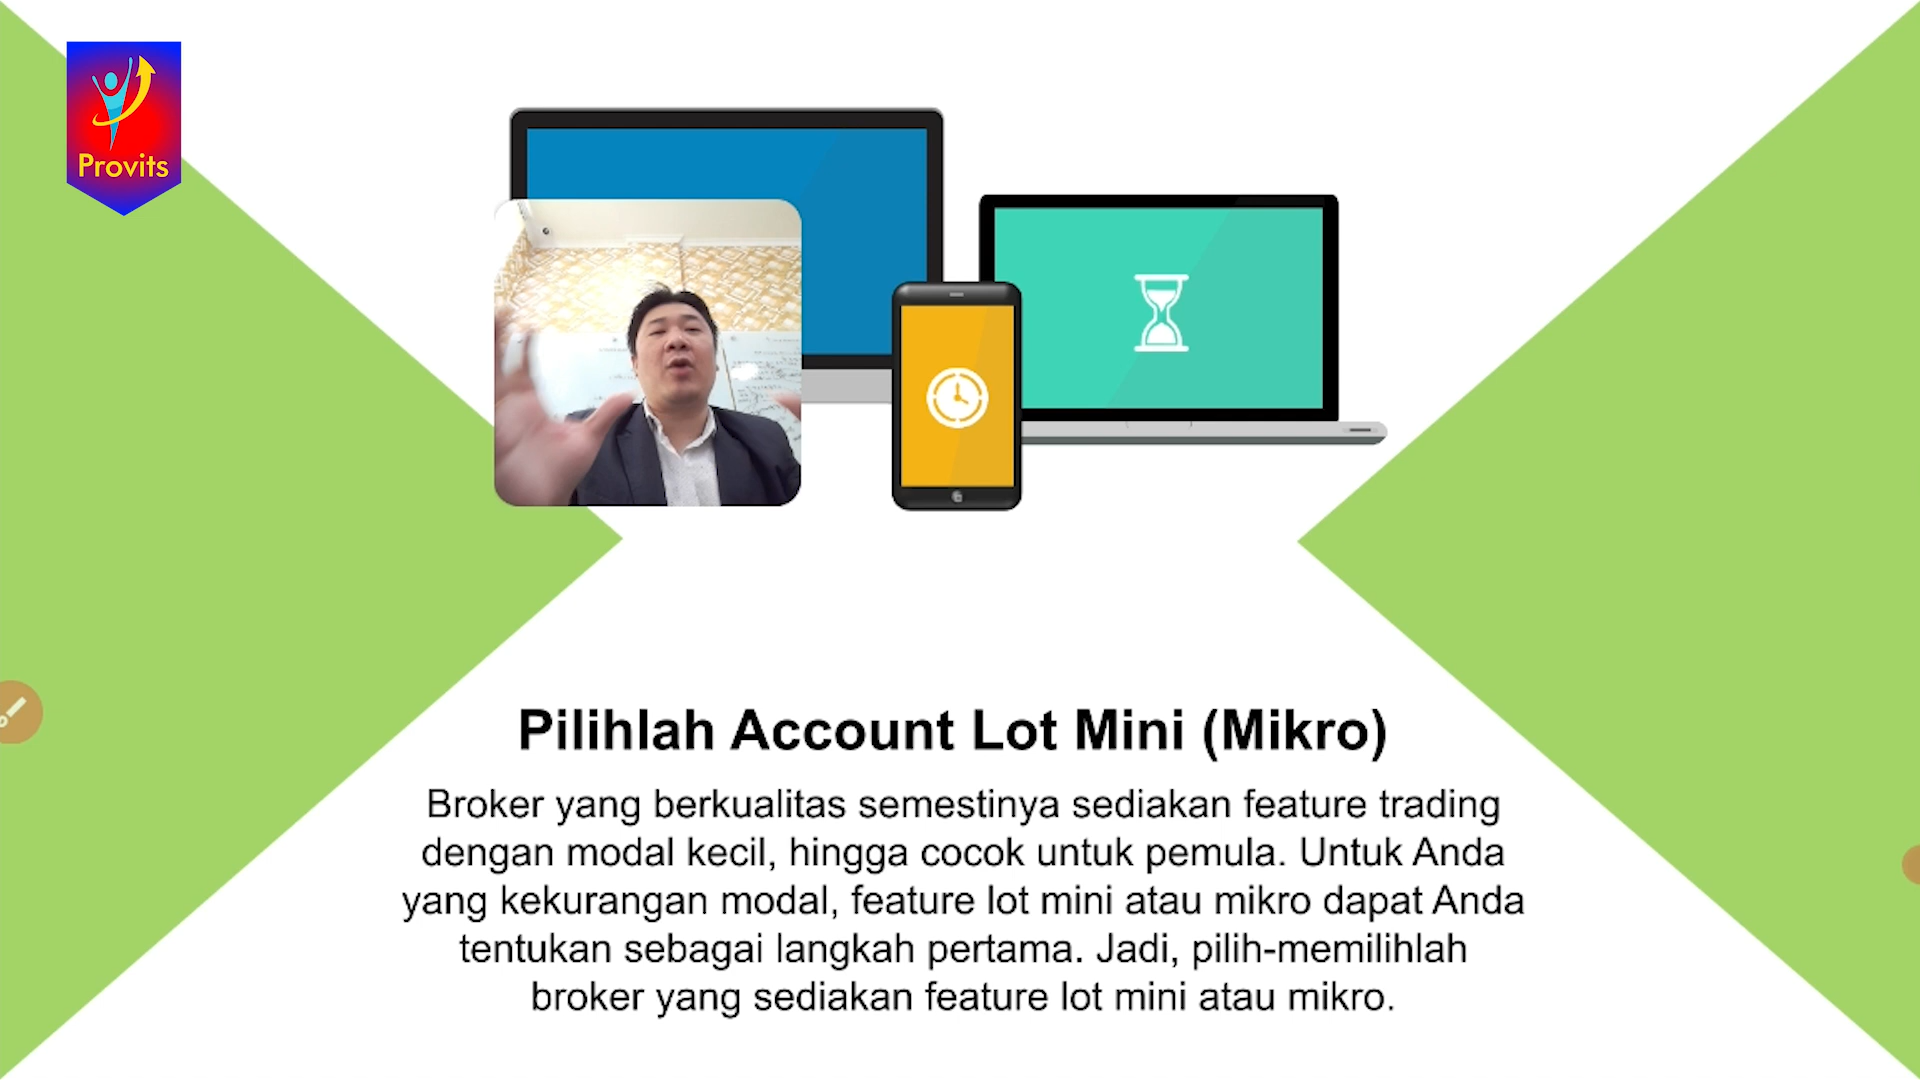 Provits
Pilihlah Account Lot Mini (Mikro)
Broker yang berkualitas semestinya sediakan feature trading
dengan modal kecil, hingga cocok untuk pemula. Untuk Anda
yang kekurangan modal, feature lot mini atau mikro dapat Anda
tentukan sebagai langkah pertama. Jadi, pilih-memilihlah
broker yang sediakan feature lot mini atau mikro.